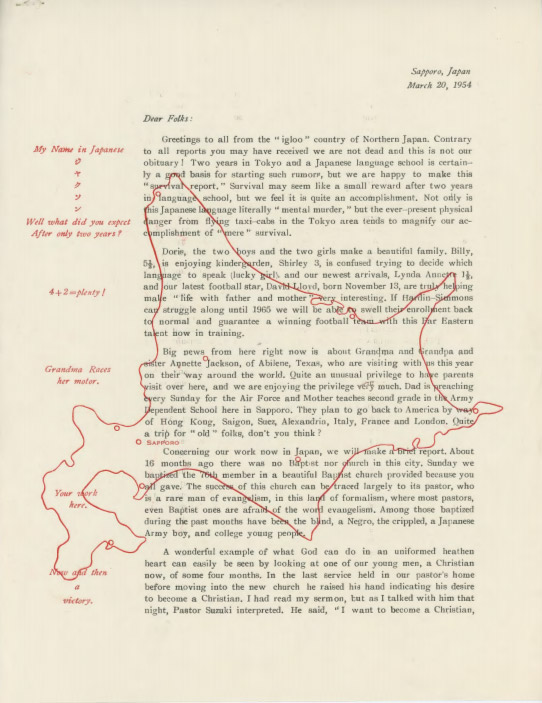 Sapporo, Japan
March 20, 1954
Dear Folks:
Greetings to all from the "igloo" country of Northern Japan. Contrary
to all reports you may have received we are not dead and this is not our
obituary! Two years in Tokyo and a Japanese language school is certain-
ly a good basis for starting such rumors, but we are happy to make this
"survival report." Survival may seem like a small reward after two years
in language school, but we feel it is quite an accomplishment. Not only is
this Japanese language literally "mental murder," but the ever-present physical
danger from flying taxi-cabs in the Tokyo area tends to magnify our ac-
complishment of "mere" survival.
My Name in Japanese
Well what did you expect
After only two years?
Doris, the two boys and the two girls make a beautiful family. Billy,
5½, is enjoying kindergarden, Shirley 3, is confused trying to decide which
language to speak (lucky girl), and our newest arrivals, Lynda Annette 1½,
and our latest football star, David Lloyd, born November 13, are truly helping
make "life with father and mother" very interesting. If Hardin-Simmons
can struggle along until 1965 we will be able to swell their enrollment back
to normal and guarantee a winning football team with this Far Eastern
talent now in training.
4+2=plenty!
Big news from here right now is about Grandma and Grandpa and
sister Annette Jackson, of Abilene, Texas, who are visiting with us this year
on their way around the world. Quite an unusual privilege to have parents
visit over here, and we are enjoying the privilege very much. Dad is preaching
every Sunday for the Air Force and Mother teaches second grade in the Army
Dependent School here in Sapporo. They plan to go back to America by way
of Hong Kong, Saigon, Suez, Alexandria, Italy, France and London. Quite
a trip for "old" folks, don't you think?
Grandma Races
her motor.
SAPPORO
Concerning our work now in Japan, we will make a brief report. About
16 months ago there was no Baptist nor church in this city, Sunday we
baptized the 76th member in a beautiful Baptist church provided because you
all gave. The success of this church can be traced largely to its pastor, who
is a rare man of evangelism, in this land of formalism, where most pastors,
even Baptist ones are afraid of the word evangelism. Among those baptized
during the past months have been the blind, a Negro, the crippled, a Japanese
Army boy, and college young people.
Your work
here.
A wonderful example of what God can do in an uniformed heathen
heart can easily be seen by looking at one of our young men, a Christian
now, of some four months. In the last service held in our pastor's home
before moving into the new church he raised his hand indicating his desire
to become a Christian. I had read my sermon, but as I talked with him that
night, Pastor Suzuki interpreted. He said, "I want to become a Christian,
Now and then
a
victory.